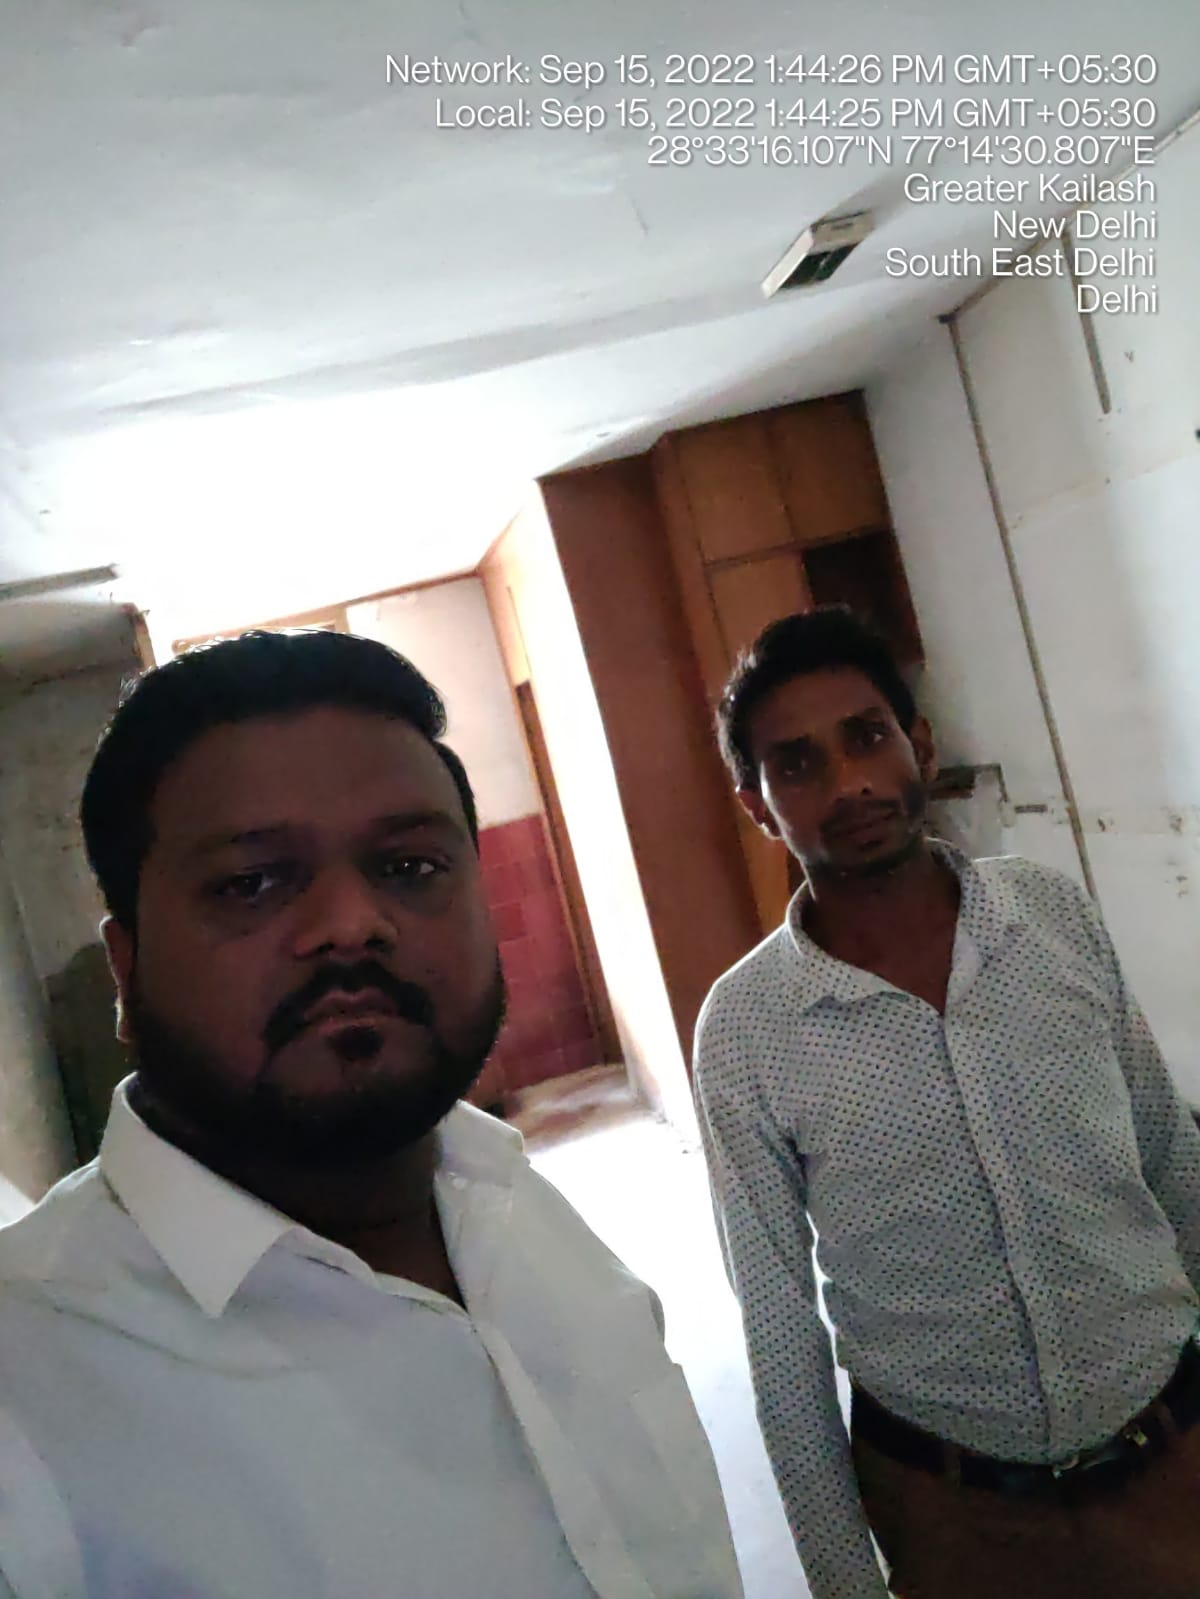 Network: Sep 15, 2022 1:44:26 PM GMT+05:30
Local: Sep 15, 2022 1:44:25 PM GMT+05:30
28°33'16.107"N 77°14'30.807"E
Greater Kailash
New Delhi
South East Delhi
Delhi